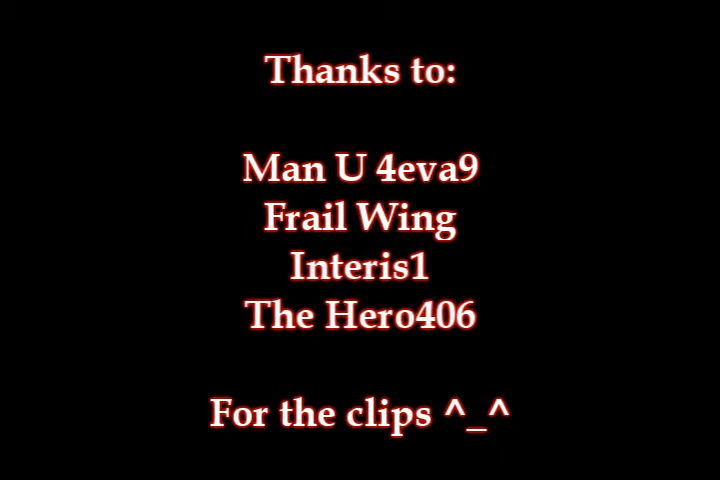 Thanks to:
Man U 4eva9
Frail Wing
Interis1
The Hero406
For the clips ^_^